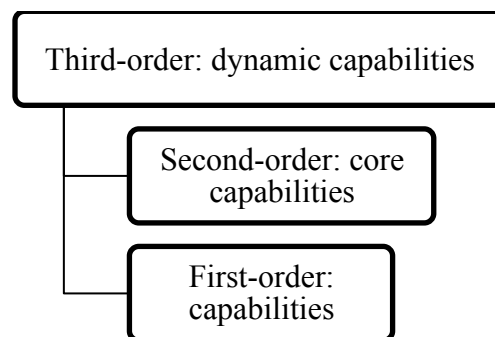 Third-order: dynamic capabilities
Second-order: core
capabilities
First-order:
capabilities